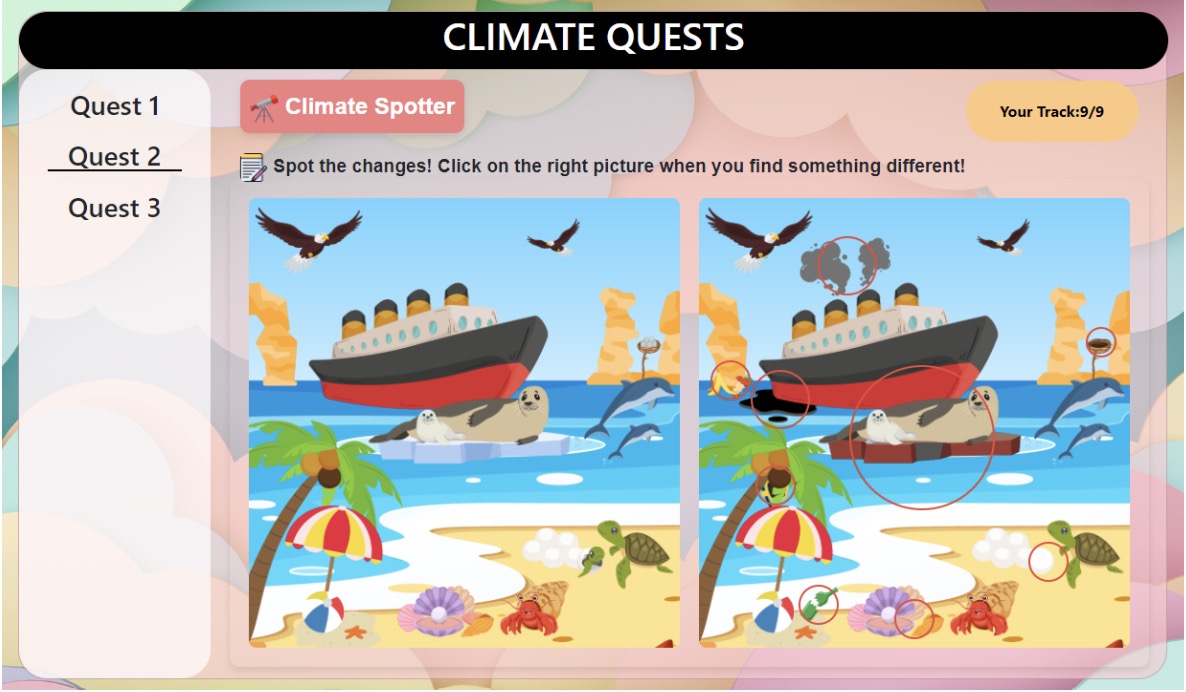 CLIMATE QUESTS
Quest 1
Quest 2
Quest 3
Climate Spotter
Your Track:9/9
Spot the changes! Click on the right picture when you find something different!